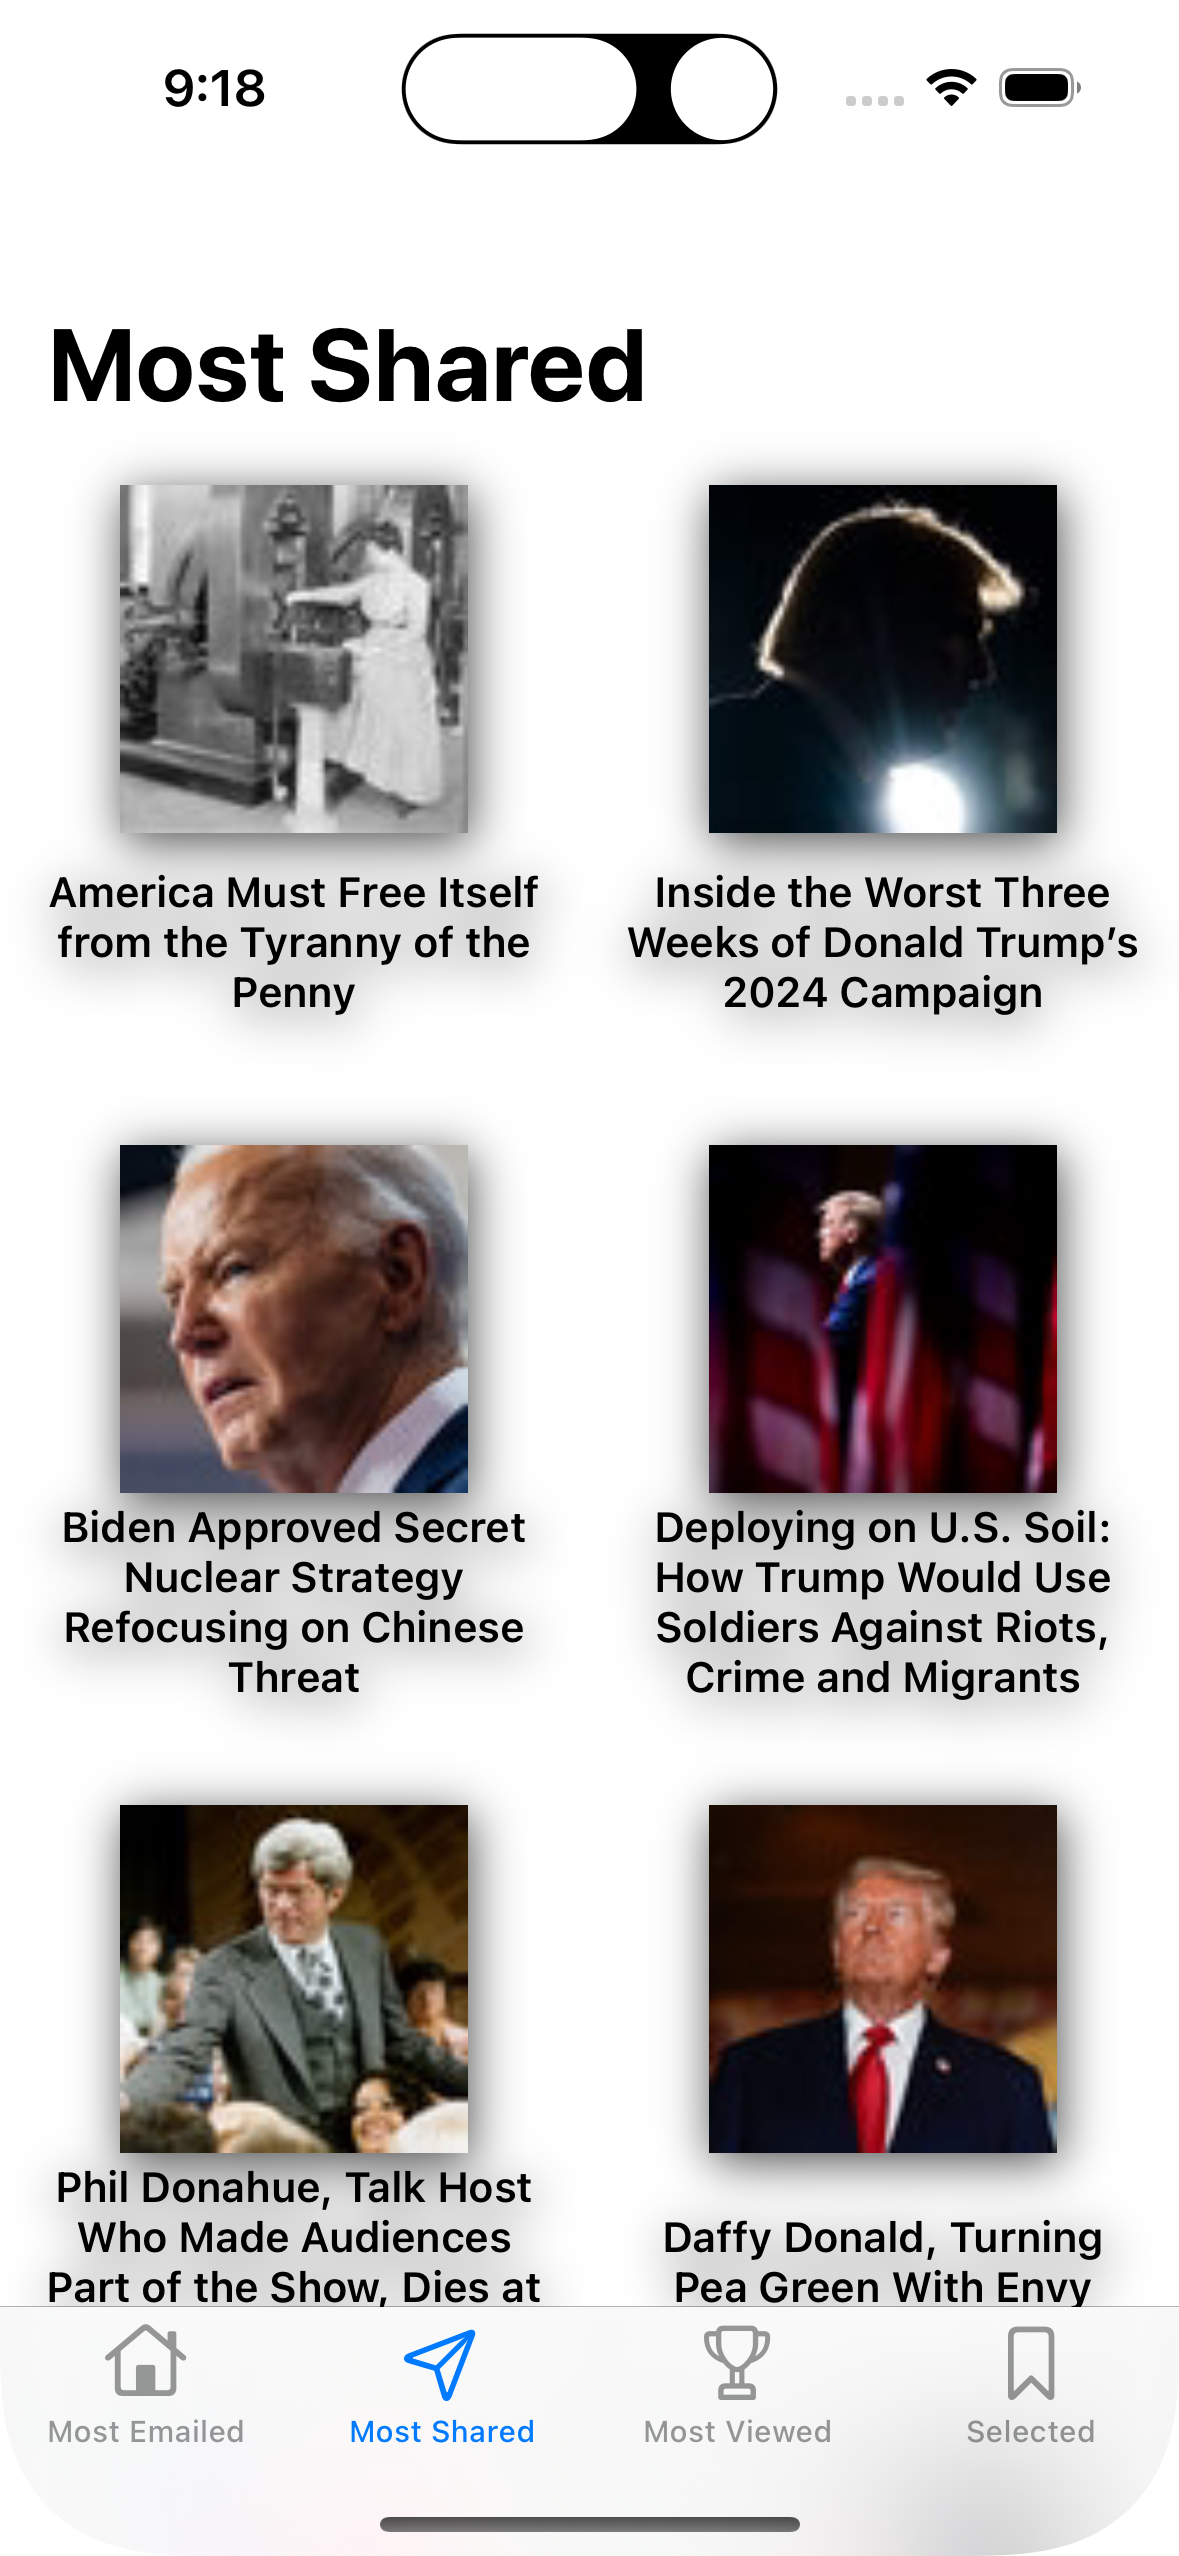 9:18
Most Shared
America Must Free Itself
from the Tyranny of the
Penny
Inside the Worst Three
Weeks of Donald Trump’s
2024 Campaign
Biden Approved Secret
Nuclear Strategy
Refocusing on Chinese
Threat
Deploying on U.S. Soil:
How Trump Would Use
Soldiers Against Riots,
Crime and Migrants
Phil Donahue, Talk Host
Who Made Audiences
Part of the Show, Dies at
Daffy Donald, Turning
Pea Green With Envy
Most Emailed
Most Shared
Most Viewed
Selected